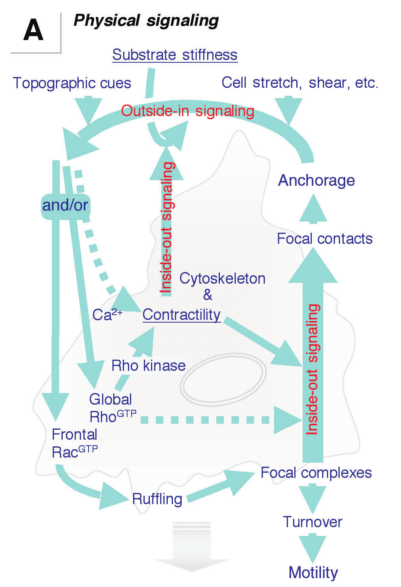 A
Physical signaling
Substrate stiffness
Topographic cues
Cell stretch, shear, etc.
Outside-in signaling
Anchorage
and/or
Inside-out signaling
Focal contacts
Cytoskeleton
&
Ca2+
Contractility
Inside-out signaling
Rho kinase
Global
RhoGTP
Frontal
RacGTP
Focal complexes
Ruffling
Turnover
Motility